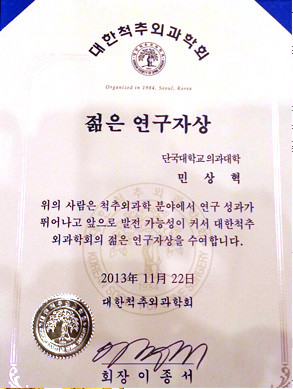 대한척추외과학회
Organized in 1984, Seoul, Korea
젊은 연구자상
단국대학교 의과대학
민 상 혁
위의 사람은 척추외과학 분야에서 연구 성과가
뛰어나고 앞으로 발전 가능성이 커서 대한척추
외과학회의 젊은 연구자상을 수여합니다.
2013년 11월 22일
대한척추외과학회
회장 이 종 서